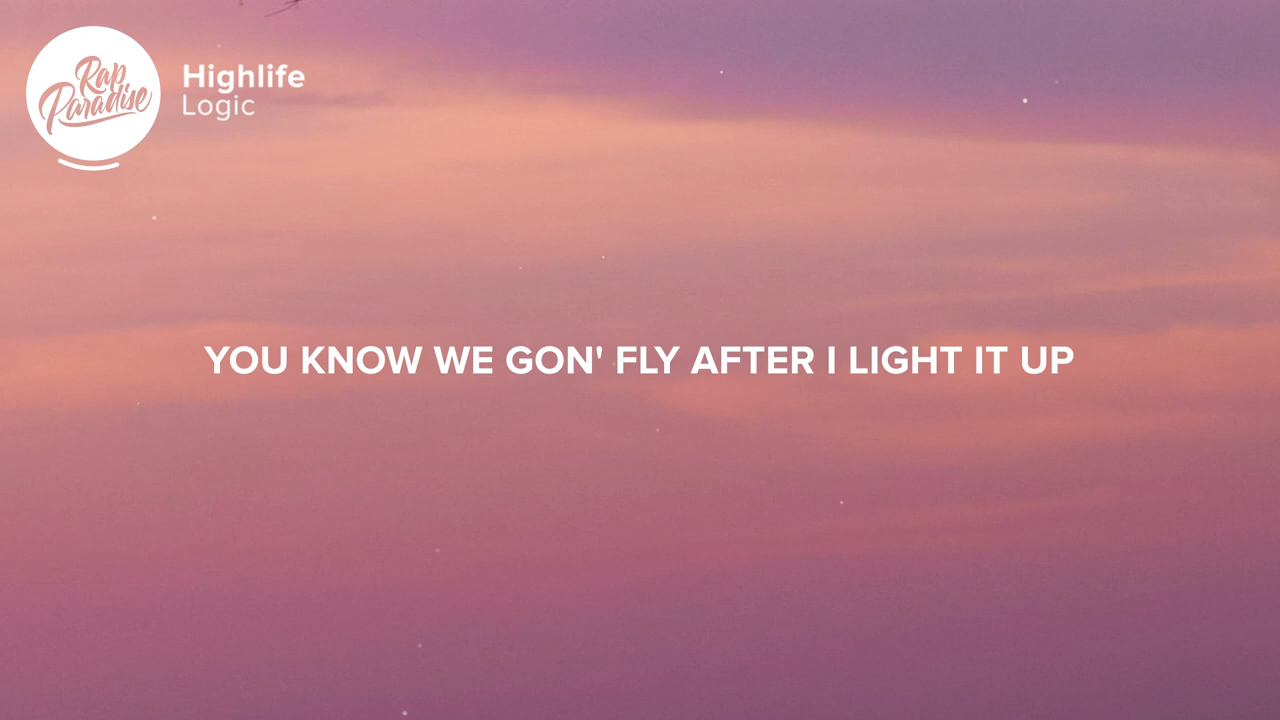 Rap
Paradise
Highlife
Logic
YOU KNOW WE GON' FLY AFTER I LIGHT IT UP